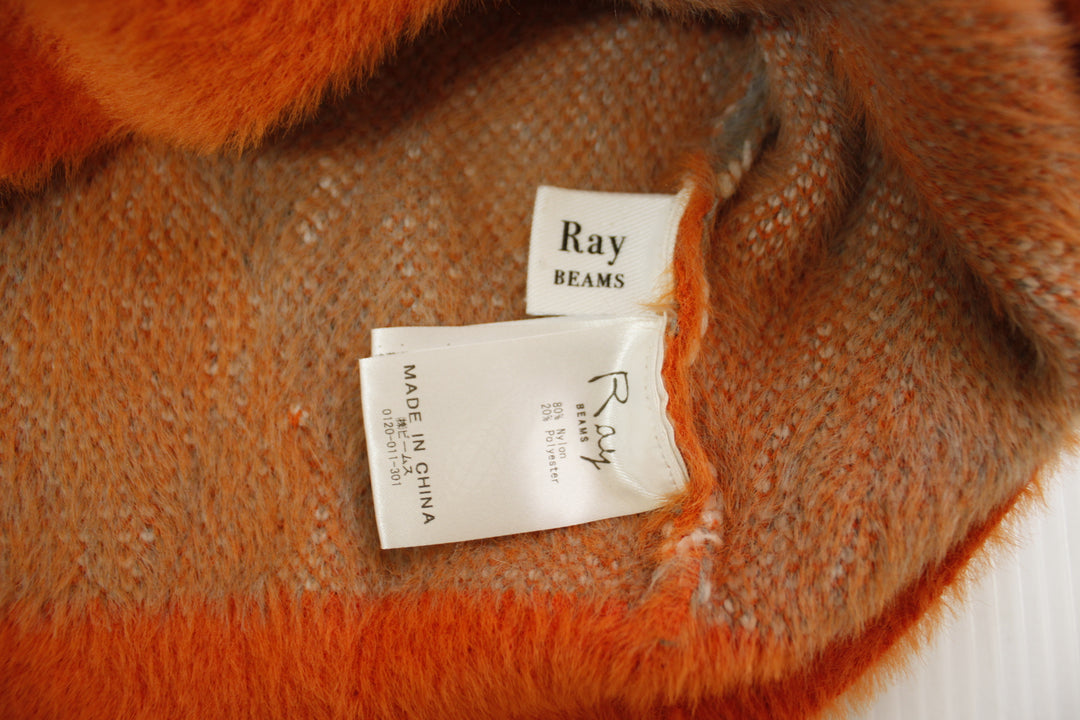 Ray
BEAMS
Ray
BEAMS
80% Nylon
20% Polyester
MADE IN CHINA
㈱ビームス
0120-011-301